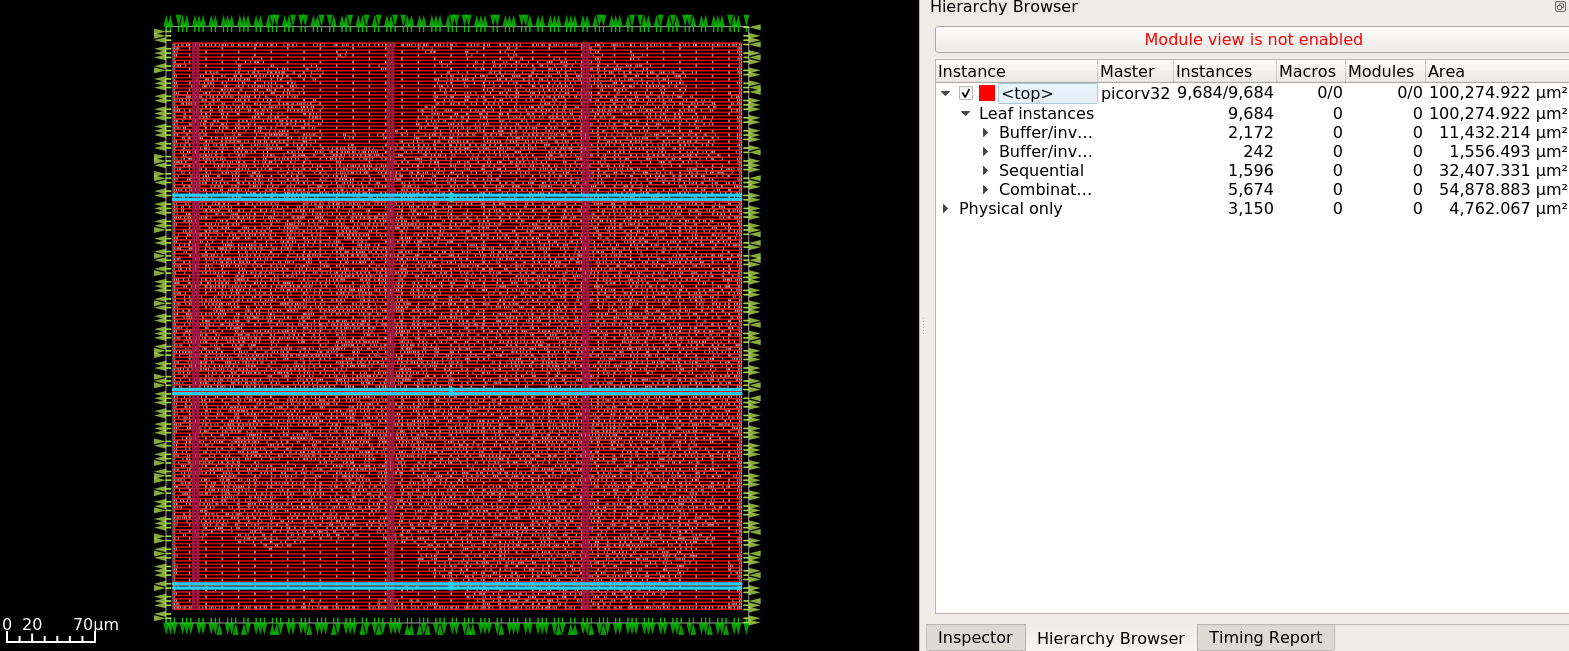 Hierarchy Browser
Module view is not enabled
Instance Master Instances Macros Modules Area
<top> picorv32 9,684/9,684 0/0 0/0 100,274.922 µm²
Leaf instances 9,684 0 0 100,274.922 µm²
Buffer/inv... 2,172 0 0 11,432.214 µm²
Buffer/inv... 242 0 0 1,556.493 µm²
Sequential 1,596 0 0 32,407.331 µm²
Combinat... 5,674 0 0 54,878.883 µm²
Physical only 3,150 0 0 4,762.067 µm²
0 20 70µm
Inspector Hierarchy Browser Timing Report